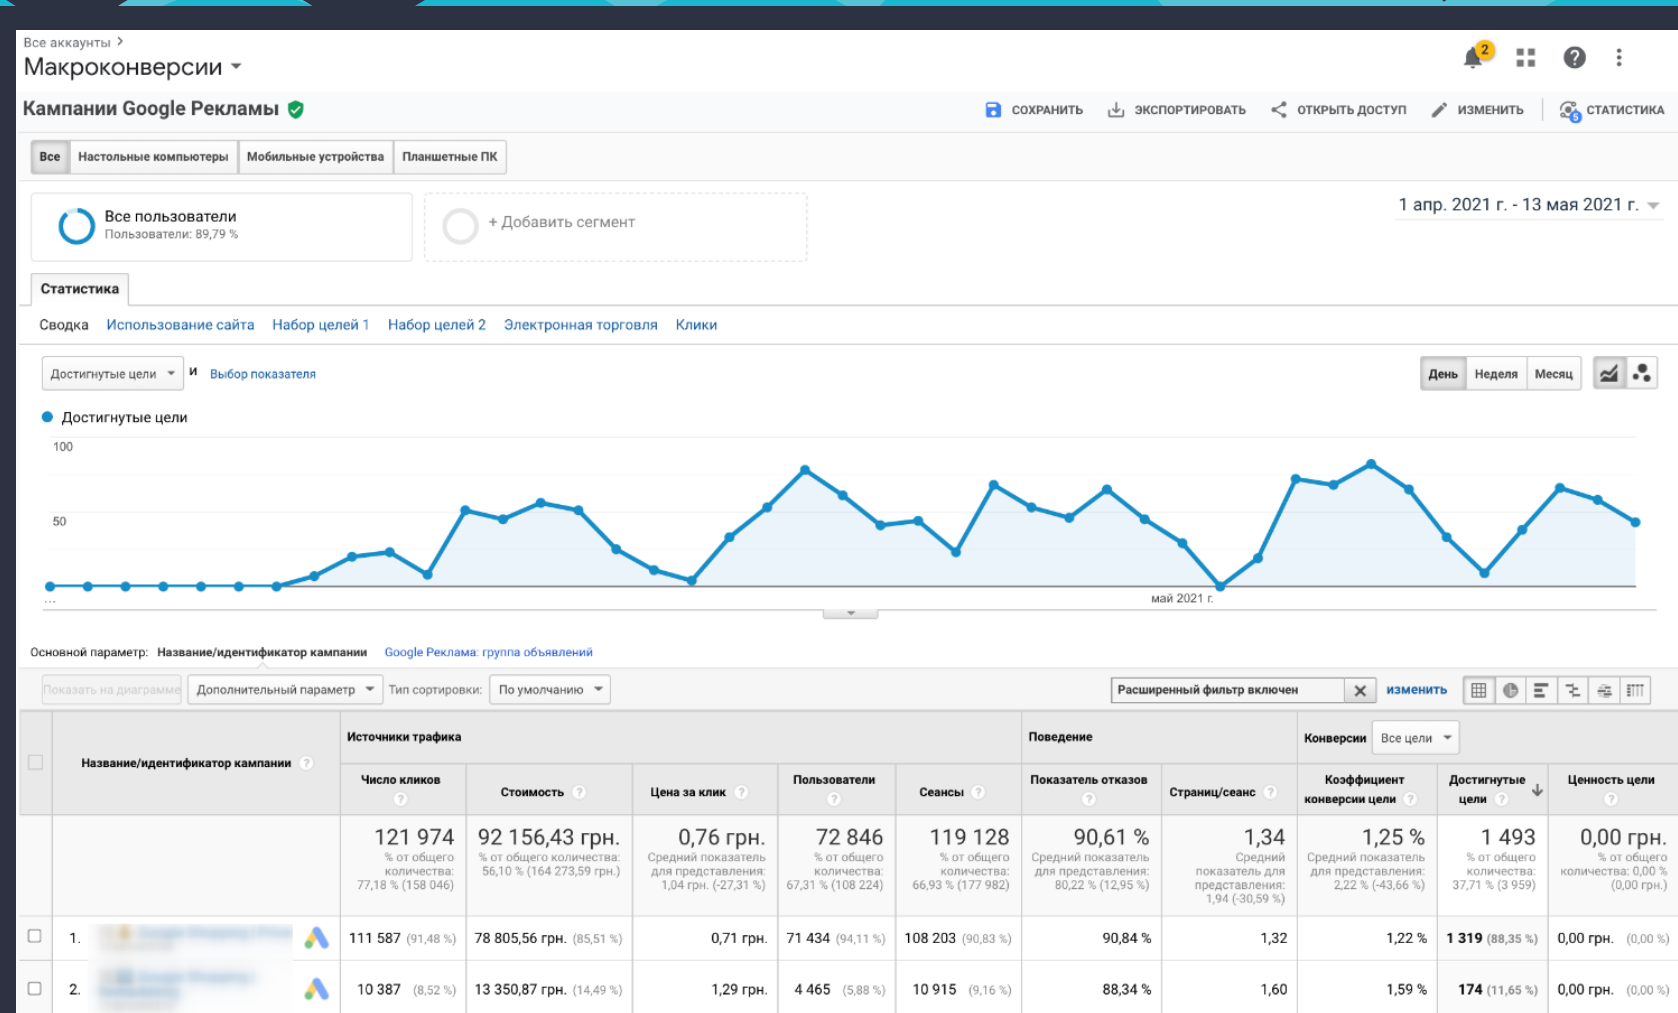 Все аккаунты >
Макроконверсии
2
Кампании Google Рекламы
СОХРАНИТЬ ЭКСПОРТИРОВАТЬ ОТКРЫТЬ ДОСТУП ИЗМЕНИТЬ 5 СТАТИСТИКА
Все Настольные компьютеры Мобильные устройства Планшетные ПК
Все пользователи
Пользователи: 89,79 %
+ Добавить сегмент
1 апр. 2021 г. - 13 мая 2021 г.
Статистика
Сводка Использование сайта Набор целей 1 Набор целей 2 Электронная торговля Клики
Достигнутые цели и Выбор показателя
День Неделя Месяц
Достигнутые цели
100
50
...
май 2021 г.
Основной параметр: Название/идентификатор кампании Google Реклама: группа объявлений
Показать на диаграмме Дополнительный параметр Тип сортировки: По умолчанию
Расширенный фильтр включен изменить
Название/идентификатор кампании ?
Источники трафика Поведение Конверсии Все цели
Число кликов ? Стоимость ? Цена за клик ? Пользователи ? Сеансы ? Показатель отказов ? Страниц/сеанс ? Коэффициент конверсии цели ? Достигнутые цели ? Ценность цели ?
121 974 92 156,43 грн. 0,76 грн. 72 846 119 128 90,61 % 1,34 1,25 % 1 493 0,00 грн.
% от общего количества: 77,18 % (158 046)
% от общего количества: 56,10 % (164 273,59 грн.)
Средний показатель для представления: 1,04 грн. (-27,31 %)
% от общего количества: 67,31 % (108 224)
% от общего количества: 66,93 % (177 982)
Средний показатель для представления: 80,22 % (12,95 %)
Средний показатель для представления: 1,94 (-30,59 %)
Средний показатель для представления: 2,22 % (-43,66 %)
% от общего количества: 37,71 % (3 959)
% от общего количества: 0,00 % (0,00 грн.)
1. 111 587 (91,48 %) 78 805,56 грн. (85,51 %) 0,71 грн. 71 434 (94,11 %) 108 203 (90,83 %) 90,84 % 1,32 1,22 % 1 319 (88,35 %) 0,00 грн. (0,00 %)
2. 10 387 (8,52 %) 13 350,87 грн. (14,49 %) 1,29 грн. 4 465 (5,88 %) 10 915 (9,16 %) 88,34 % 1,60 1,59 % 174 (11,65 %) 0,00 грн. (0,00 %)